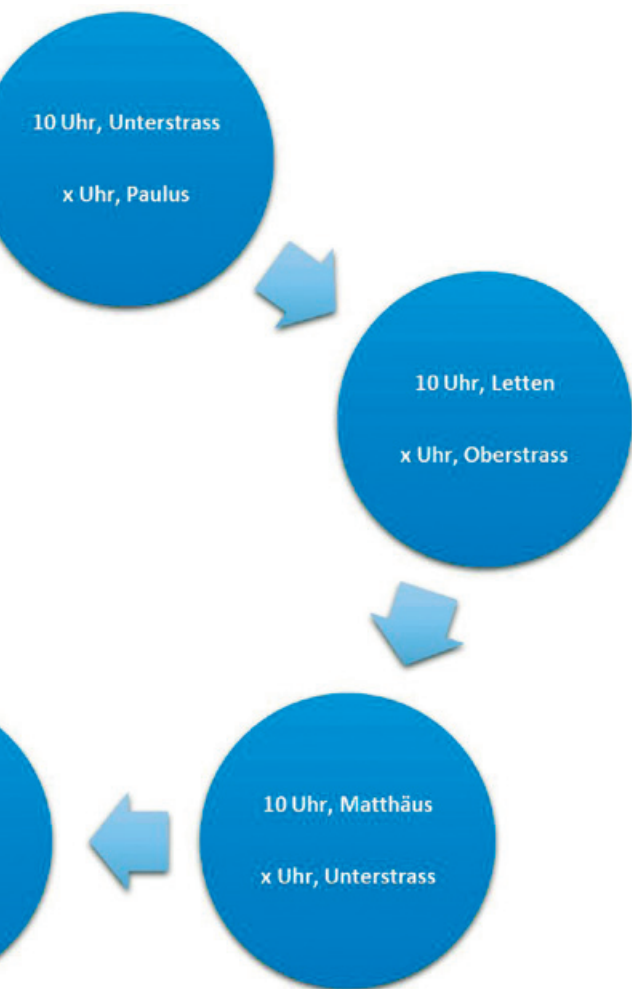 10 Uhr, Unterstrass
x Uhr, Paulus
10 Uhr, Letten
x Uhr, Oberstrass
10 Uhr, Matthäus
x Uhr, Unterstrass